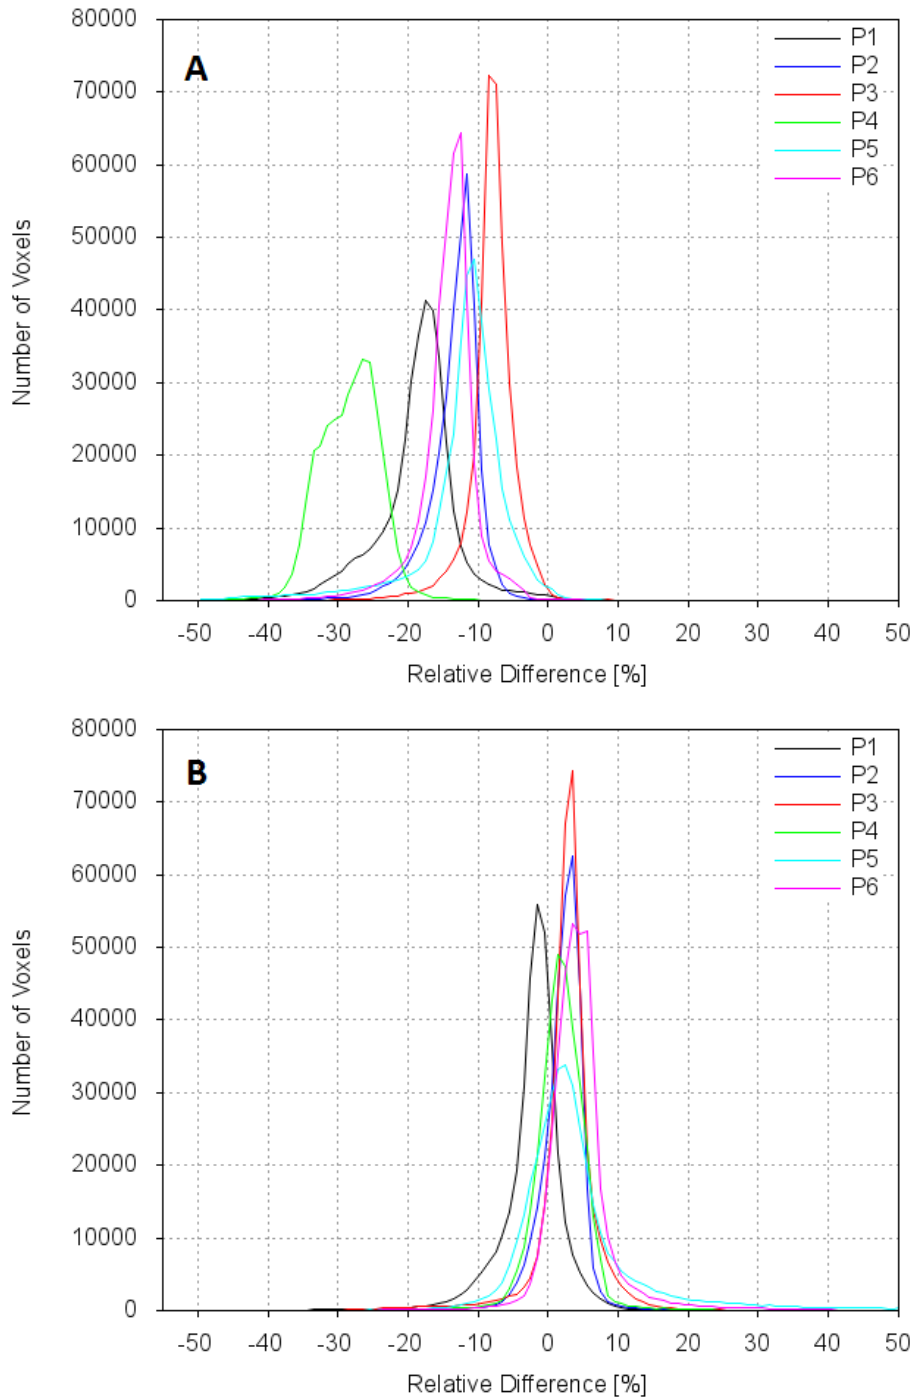 80000
70000
60000
50000
40000
30000
20000
10000
0
Number of Voxels
A
P1
P2
P3
P4
P5
P6
-50 -40 -30 -20 -10 0 10 20 30 40 50
Relative Difference [%]
80000
70000
60000
50000
40000
30000
20000
10000
0
Number of Voxels
B
P1
P2
P3
P4
P5
P6
-50 -40 -30 -20 -10 0 10 20 30 40 50
Relative Difference [%]